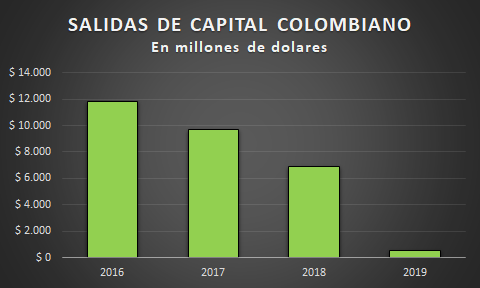 SALIDAS DE CAPITAL COLOMBIANO
En millones de dolares
$ 14.000
$ 12.000
$ 10.000
$ 8.000
$ 6.000
$ 4.000
$ 2.000
$ 0
2016 2017 2018 2019